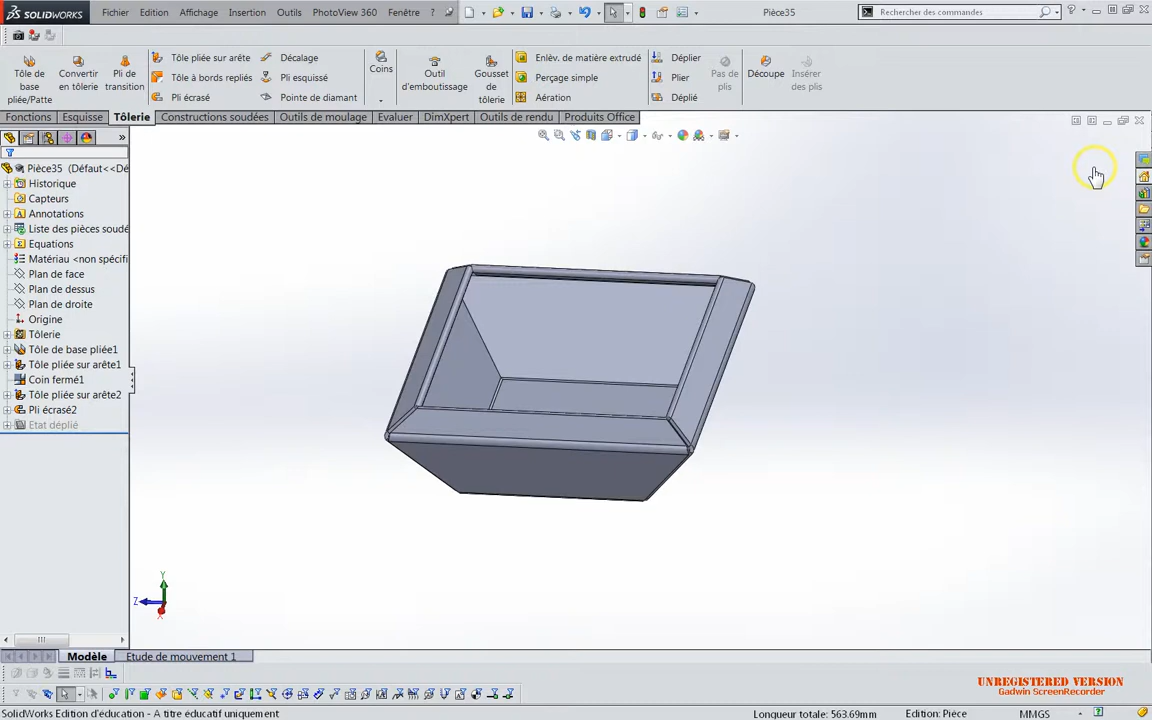 SOLIDWORKS Fichier Edition Affichage Insertion Outils PhotoView 360 Fenêtre ? Pièce35 Rechercher des commandes
Tôle de base pliée/Patte
Convertir en tôlerie
Pli de transition
Tôle pliée sur arête
Tôle à bords repliés
Pli écrasé
Décalage
Pli esquissé
Pointe de diamant
Coins
Outil d'emboutissage
Gousset de tôlerie
Enlèv. de matière extrudé
Perçage simple
Aération
Déplier
Plier
Déplié
Pas de plis
Découpe
Insérer des plis
Fonctions Esquisse Tôlerie Constructions soudées Outils de moulage Evaluer DimXpert Outils de rendu Produits Office
Pièce35 (Défaut<<Dé
Historique
Capteurs
Annotations
Liste des pièces soudé
Equations
Matériau <non spécifi
Plan de face
Plan de dessus
Plan de droite
Origine
Tôlerie
Tôle de base pliée1
Tôle pliée sur arête1
Coin fermé1
Tôle pliée sur arête2
Pli écrasé2
Etat déplié
Y
Z
X
Modèle Etude de mouvement 1
UNREGISTERED VERSION
Gadwin ScreenRecorder
SolidWorks Edition d'éducation - A titre éducatif uniquement Longueur totale: 563.69mm Edition: Pièce MMGS